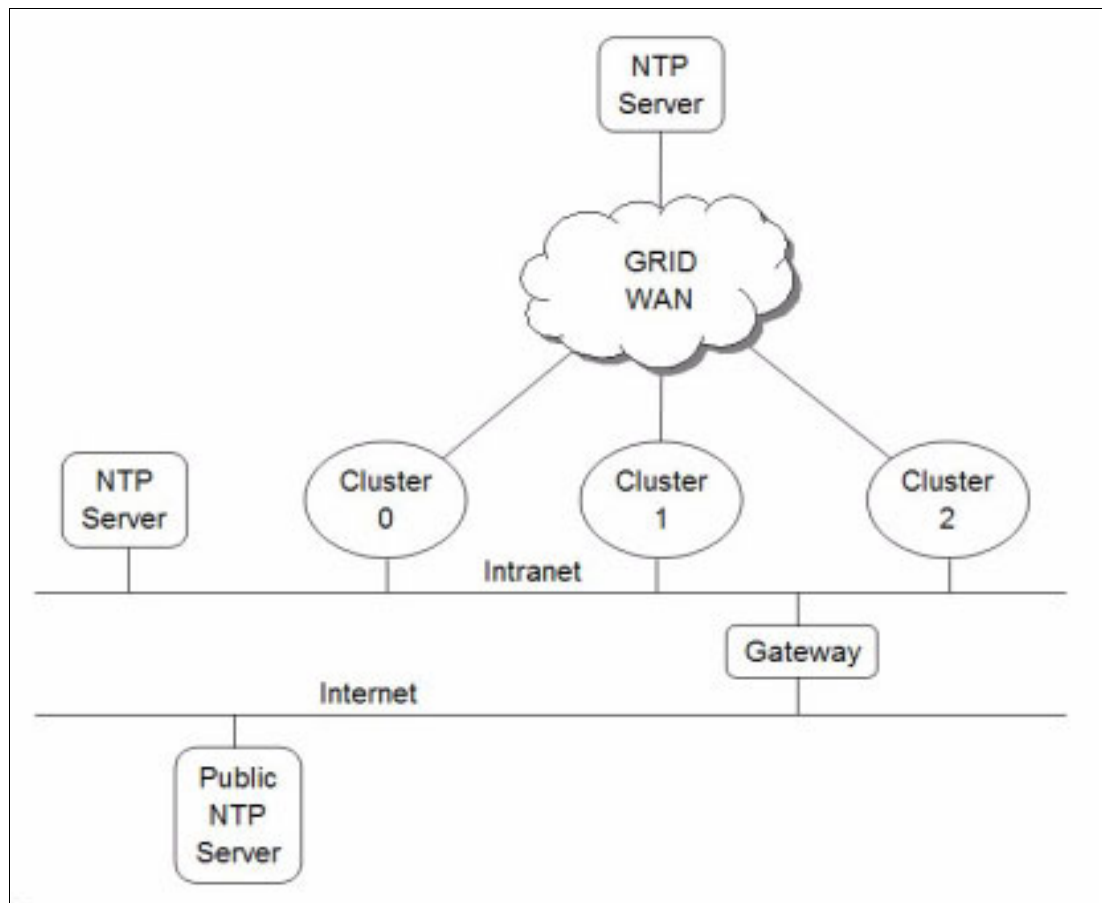 NTP
Server
GRID
WAN
NTP
Server
Cluster
0
Cluster
1
Cluster
2
Intranet
Gateway
Internet
Public
NTP
Server